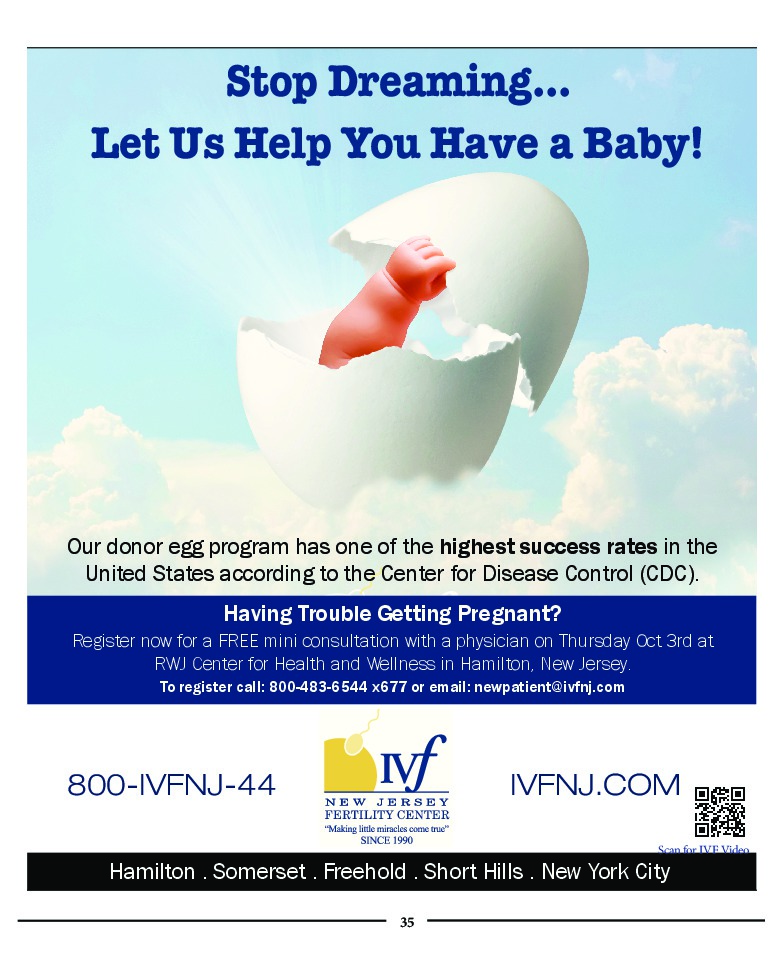 Stop Dreaming...
Let Us Help You Have a Baby!
Our donor egg program has one of the highest success rates in the
United States according to the Center for Disease Control (CDC).
Having Trouble Getting Pregnant?
Register now for a FREE mini consultation with a physician on Thursday Oct 3rd at
RWJ Center for Health and Wellness in Hamilton, New Jersey.
To register call: 800-483-6544 x677 or email: newpatient@ivfnj.com
800-IVFNJ-44
IVf
NEW JERSEY
FERTILITY CENTER
"Making little miracles come true"
SINCE 1990
IVFNJ.COM
Scan for IVF Video
Hamilton . Somerset . Freehold . Short Hills . New York City
35